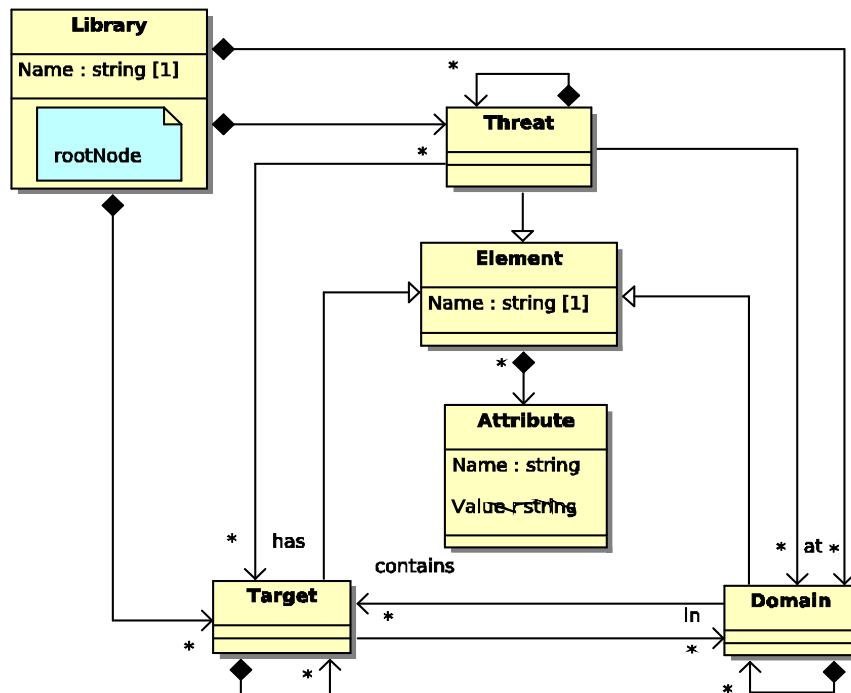 Library
Name : string [1]
rootNode
*
Threat
*
Element
Name : string [1]
*
Attribute
Name : string
Value : string
*
has
contains
*
at
*
Target
Domain
*
In
*
*
*
*